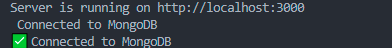 Server is running on http://localhost:3000
Connected to MongoDB
✅ Connected to MongoDB